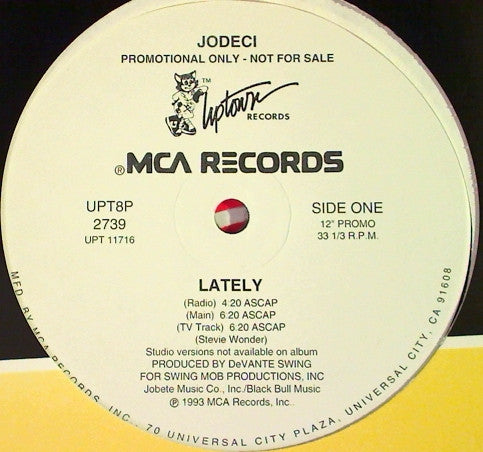 JODECI
PROMOTIONAL ONLY - NOT FOR SALE
TM
Uptown
RECORDS
®MCA RECORDS
UPT8P
2739
UPT 11716
SIDE ONE
12" PROMO
33 1/3 R.P.M.
LATELY
(Radio) 4:20 ASCAP
(Main) 6:20 ASCAP
(TV Track) 6:20 ASCAP
(Stevie Wonder)
Studio versions not available on album
PRODUCED BY DeVANTE SWING
FOR SWING MOB PRODUCTIONS, INC
Jobete Music Co., Inc./Black Bull Music
℗ 1993 MCA Records, Inc.
MFD. BY MCA RECORDS, INC., 70 UNIVERSAL CITY PLAZA, UNIVERSAL CITY, CA 91608